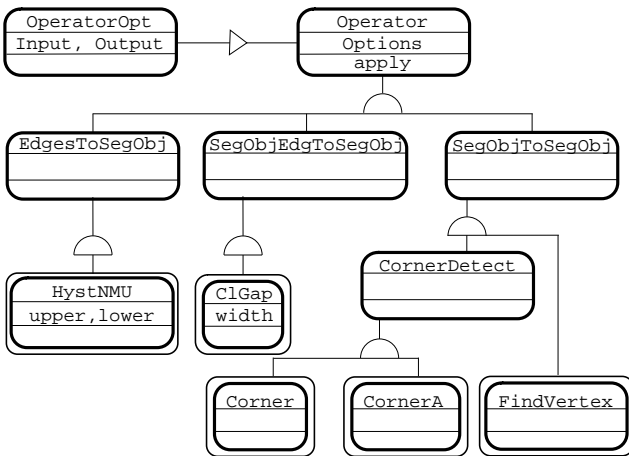 OperatorOpt
Input, Output
Operator
Options
apply
EdgesToSegObj
SegObjEdgToSegObj
SegObjToSegObj
HystNMU
upper,lower
ClGap
width
CornerDetect
Corner
CornerA
FindVertex